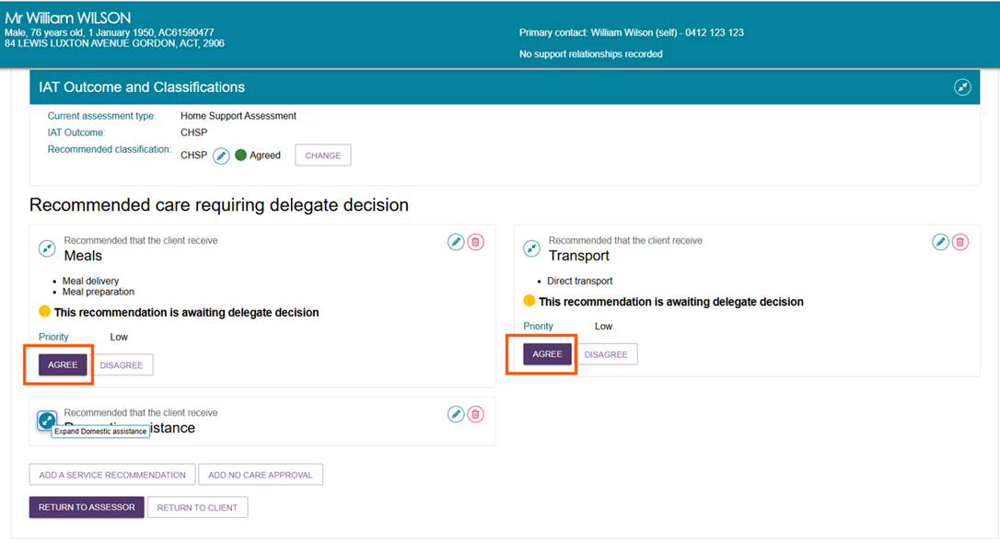 Mr William WILSON
Male, 76 years old, 1 January 1950, AC61590477
84 LEWIS LUXTON AVENUE GORDON, ACT, 2906
Primary contact: William Wilson (self) - 0412 123 123
No support relationships recorded
IAT Outcome and Classifications
Current assessment type: Home Support Assessment
IAT Outcome: CHSP
Recommended classification: CHSP Agreed CHANGE
Recommended care requiring delegate decision
Recommended that the client receive
Meals
• Meal delivery
• Meal preparation
This recommendation is awaiting delegate decision
Priority Low
AGREE DISAGREE
Recommended that the client receive
Transport
• Direct transport
This recommendation is awaiting delegate decision
Priority Low
AGREE DISAGREE
Recommended that the client receive
istance
Expand Domestic assistance
ADD A SERVICE RECOMMENDATION ADD NO CARE APPROVAL
RETURN TO ASSESSOR RETURN TO CLIENT